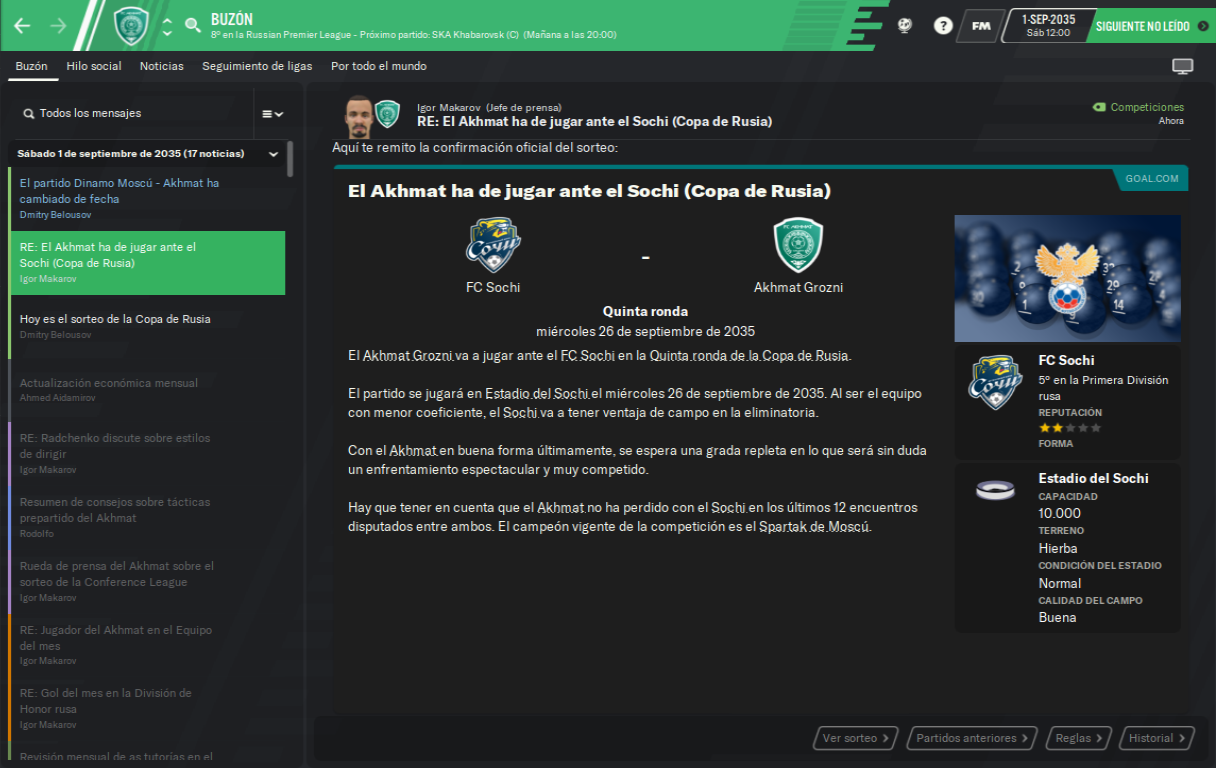 BUZÓN
8º en la Russian Premier League - Próximo partido: SKA Khabarovsk (C) (Mañana a las 20:00)
?
FM
1-SEP-2035
Sáb 12:00
SIGUIENTE NO LEÍDO
Buzón
Hilo social
Noticias
Seguimiento de ligas
Por todo el mundo
Todos los mensajes
Sábado 1 de septiembre de 2035 (17 noticias)
El partido Dinamo Moscú - Akhmat ha
cambiado de fecha
Dmitry Belousov
RE: El Akhmat ha de jugar ante el
Sochi (Copa de Rusia)
Igor Makarov
Hoy es el sorteo de la Copa de Rusia
Dmitry Belousov
Actualización económica mensual
Ahmed Aidamirov
RE: Radchenko discute sobre estilos
de dirigir
Igor Makarov
Resumen de consejos sobre tácticas
prepartido del Akhmat
Rodolfo
Rueda de prensa del Akhmat sobre el
sorteo de la Conference League
Igor Makarov
RE: Jugador del Akhmat en el Equipo
del mes
Igor Makarov
RE: Gol del mes en la División de
Honor rusa
Igor Makarov
Revisión mensual de as tutorías en el
Igor Makarov (Jefe de prensa)
RE: El Akhmat ha de jugar ante el Sochi (Copa de Rusia)
Competiciones
Ahora
Aquí te remito la confirmación oficial del sorteo:
GOAL.COM
El Akhmat ha de jugar ante el Sochi (Copa de Rusia)
Сочи
-
FC Sochi
Akhmat Grozni
Quinta ronda
miércoles 26 de septiembre de 2035
El Akhmat Grozni va a jugar ante el FC Sochi en la Quinta ronda de la Copa de Rusia.
El partido se jugará en Estadio del Sochi el miércoles 26 de septiembre de 2035. Al ser el equipo
con menor coeficiente, el Sochi va a tener ventaja de campo en la eliminatoria.
Con el Akhmat en buena forma últimamente, se espera una grada repleta en lo que será sin duda
un enfrentamiento espectacular y muy competido.
Hay que tener en cuenta que el Akhmat no ha perdido con el Sochi en los últimos 12 encuentros
disputados entre ambos. El campeón vigente de la competición es el Spartak de Moscú.
Сочи
FC Sochi
5º en la Primera División
rusa
REPUTACIÓN
FORMA
Estadio del Sochi
CAPACIDAD
10.000
TERRENO
Hierba
CONDICIÓN DEL ESTADIO
Normal
CALIDAD DEL CAMPO
Buena
Ver sorteo
Partidos anteriores
Reglas
Historial